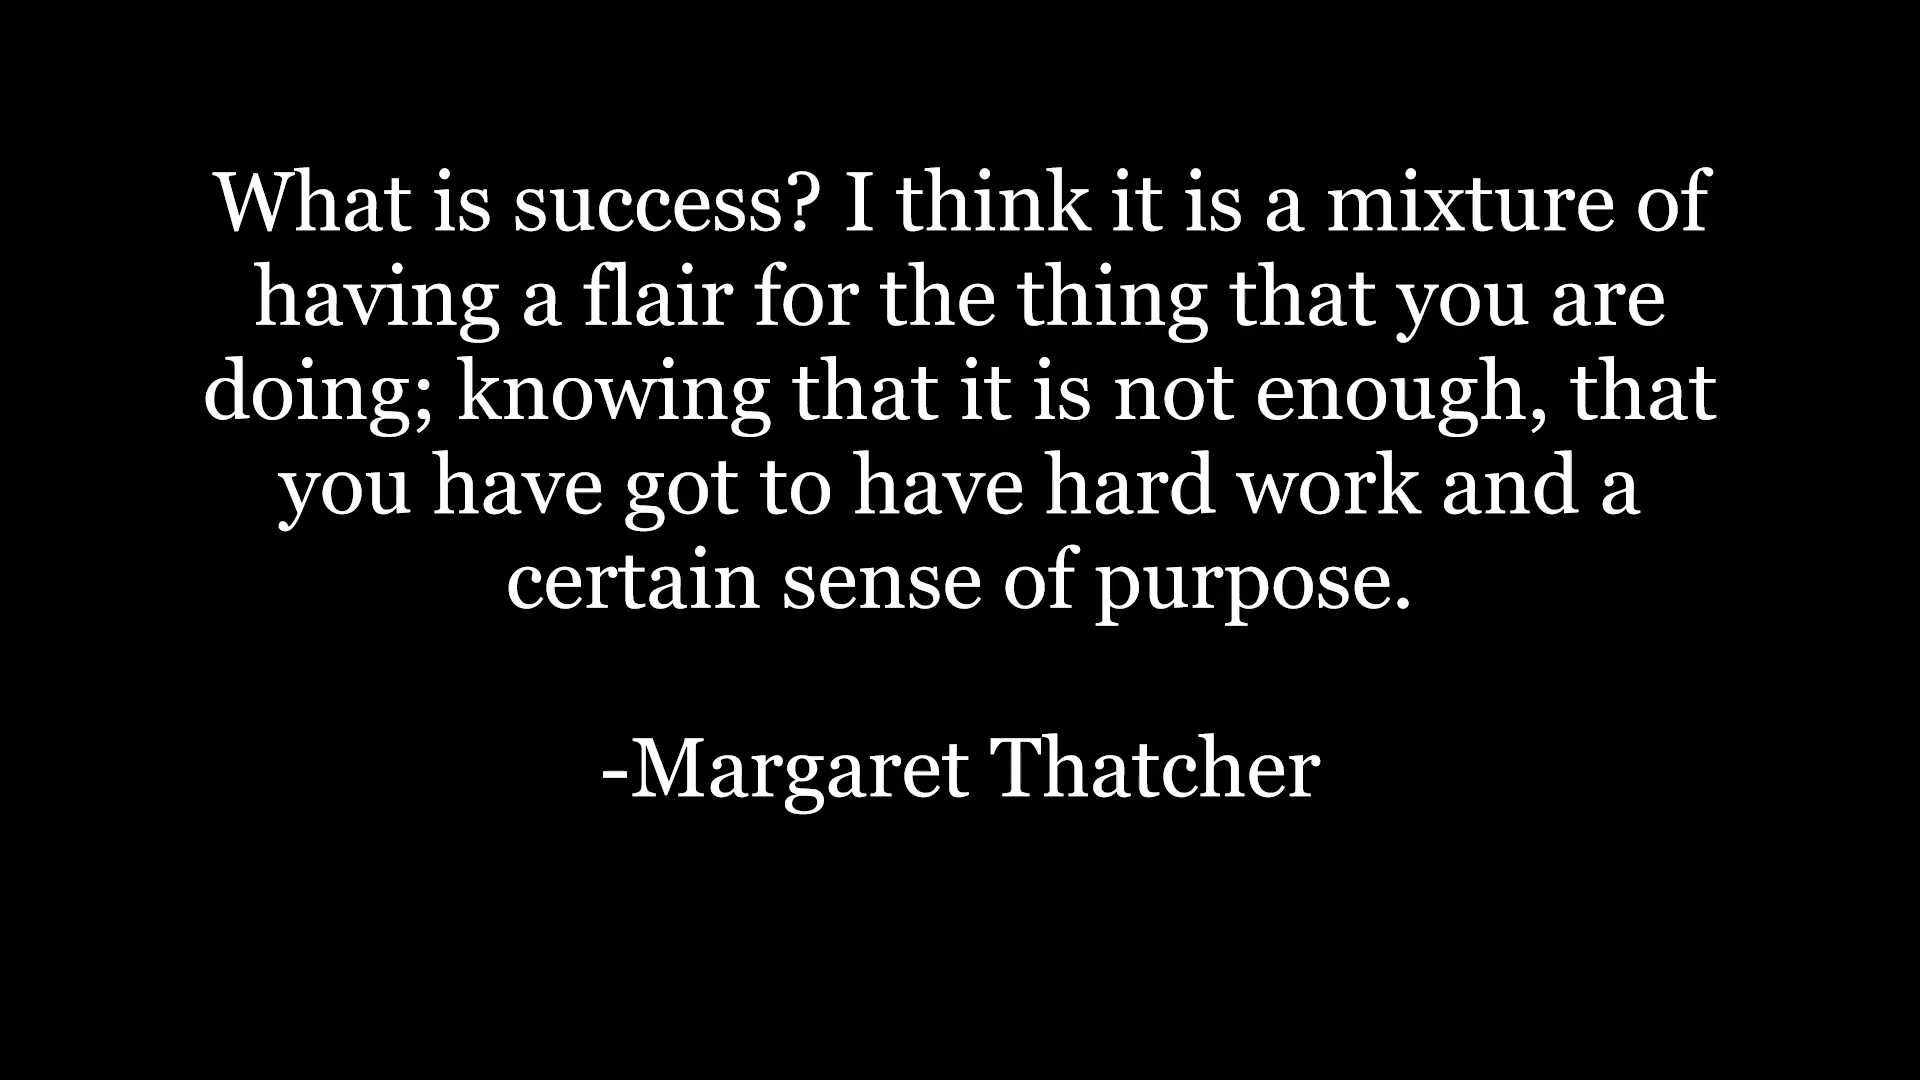 What is success? I think it is a mixture of
having a flair for the thing that you are
doing; knowing that it is not enough, that
you have got to have hard work and a
certain sense of purpose.
-Margaret Thatcher